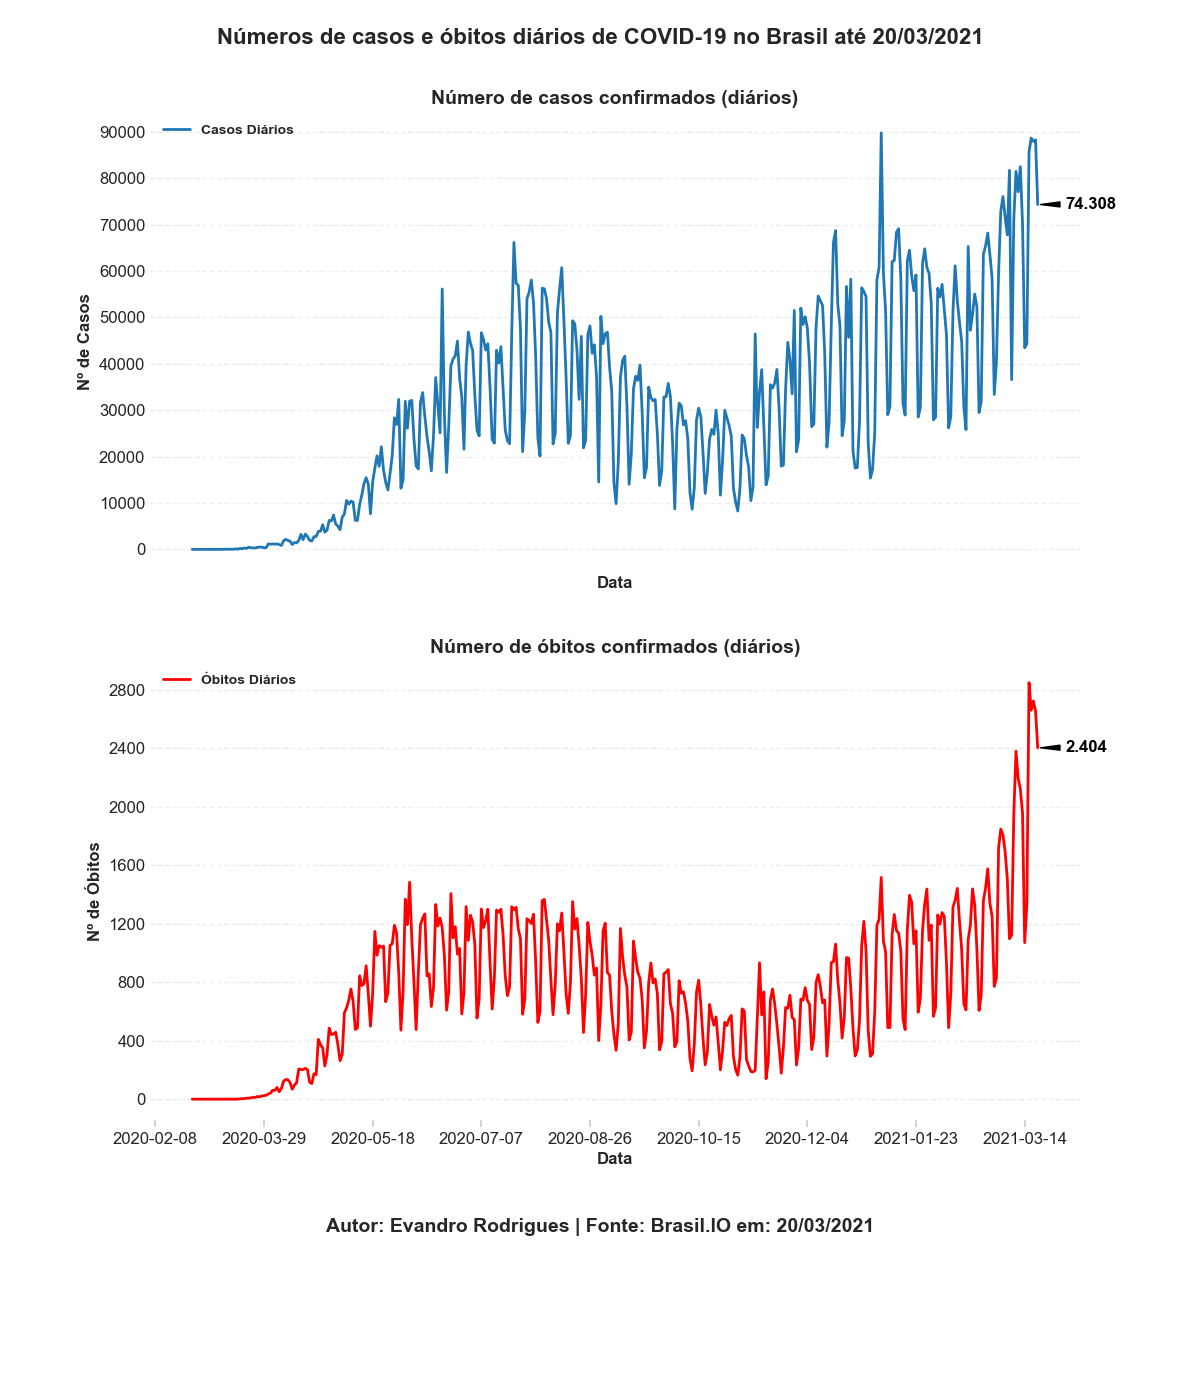 Números de casos e óbitos diários de COVID-19 no Brasil até 20/03/2021
Número de casos confirmados (diários)
Casos Diários
90000
80000
70000
60000
50000
40000
30000
20000
10000
0
Nº de Casos
74.308
Data
Número de óbitos confirmados (diários)
Óbitos Diários
2800
2400
2000
1600
1200
800
400
0
Nº de Óbitos
2.404
2020-02-08 2020-03-29 2020-05-18 2020-07-07 2020-08-26 2020-10-15 2020-12-04 2021-01-23 2021-03-14
Data
Autor: Evandro Rodrigues | Fonte: Brasil.IO em: 20/03/2021